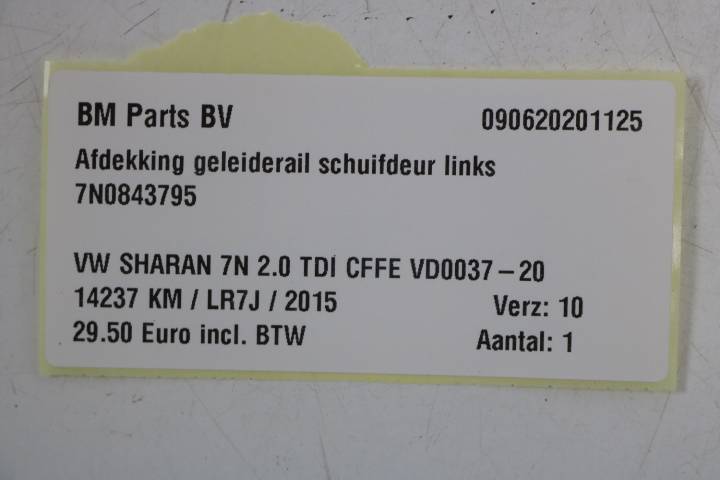 BM Parts BV 090620201125
Afdekking geleiderail schuifdeur links
7N0843795
VW SHARAN 7N 2.0 TDI CFFE VD0037-20
14237 KM / LR7J / 2015 Verz: 10
29.50 Euro incl. BTW Aantal: 1